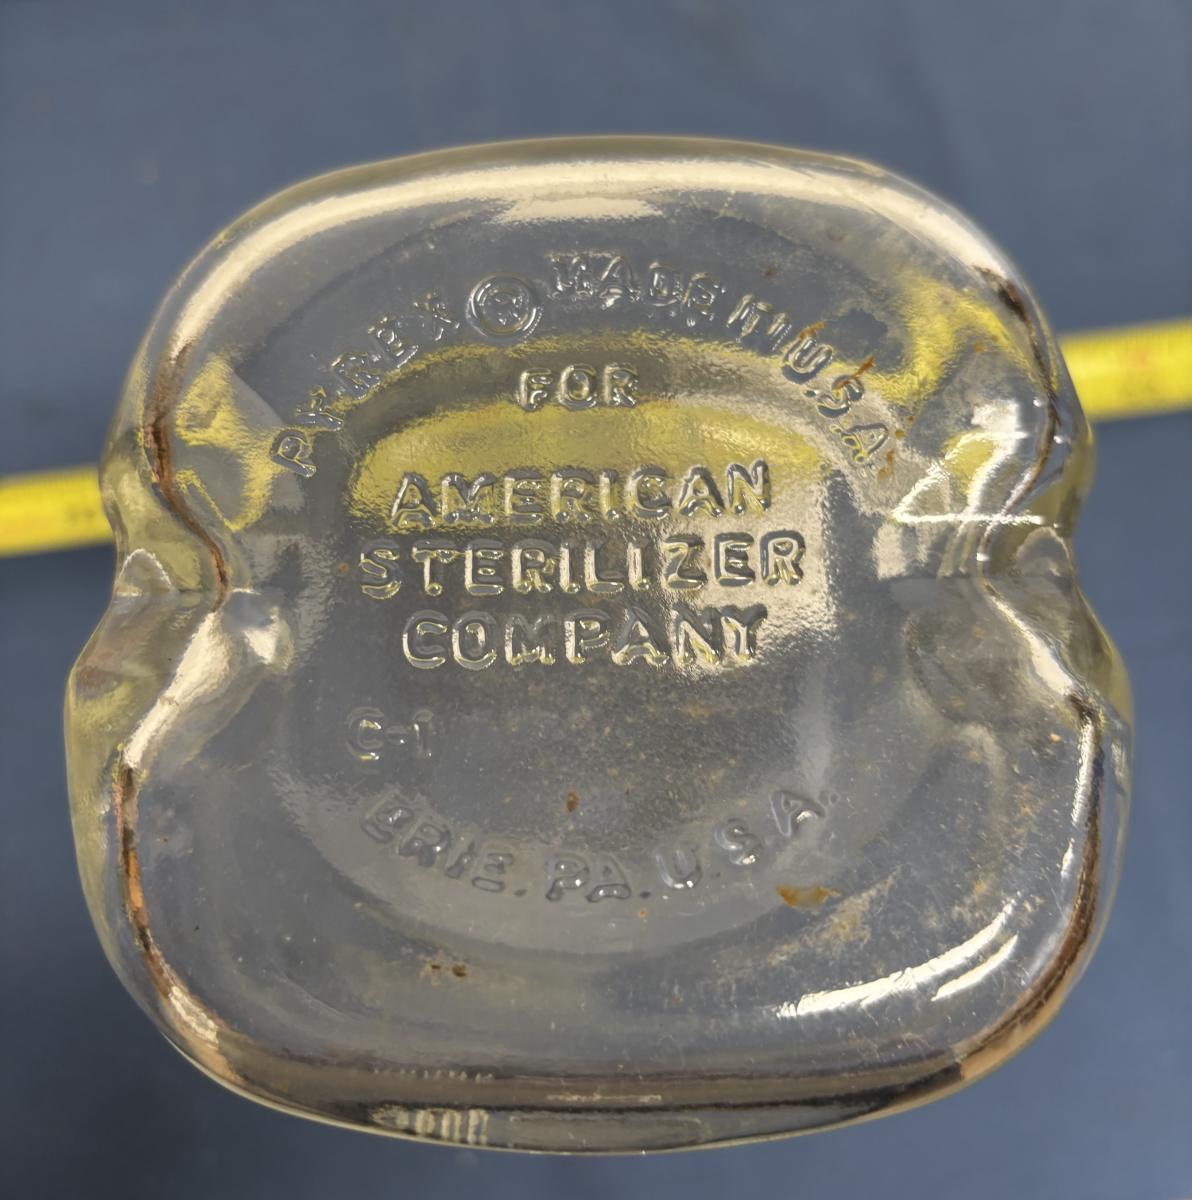 PYREX ® MADE IN U.S.A.
FOR
AMERICAN
STERILIZER
COMPANY
C-1
ERIE. PA. U.S.A.